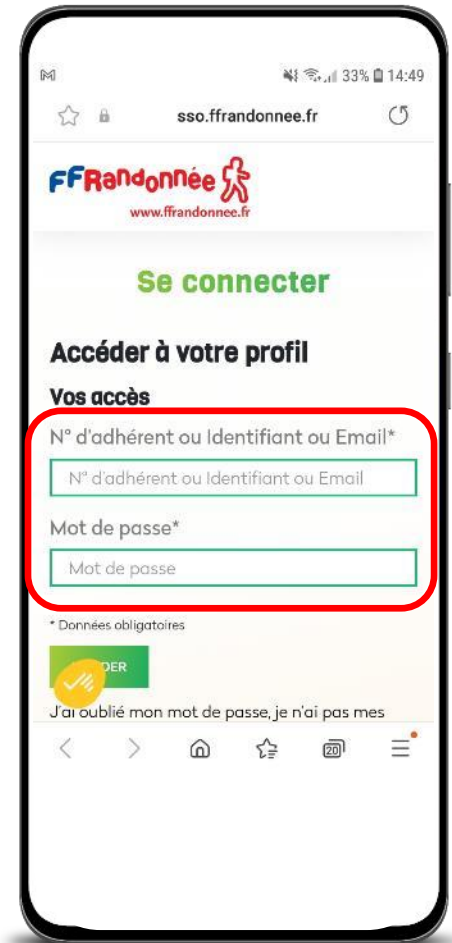 33% 14:49
sso.ffrandonnee.fr
FFRandonnée
www.ffrandonnee.fr
Se connecter
Accéder à votre profil
Vos accès
N° d'adhérent ou Identifiant ou Email*
N° d'adhérent ou Identifiant ou Email
Mot de passe*
Mot de passe
* Données obligatoires
DER
J'ai oublié mon mot de passe, je n'ai pas mes
20